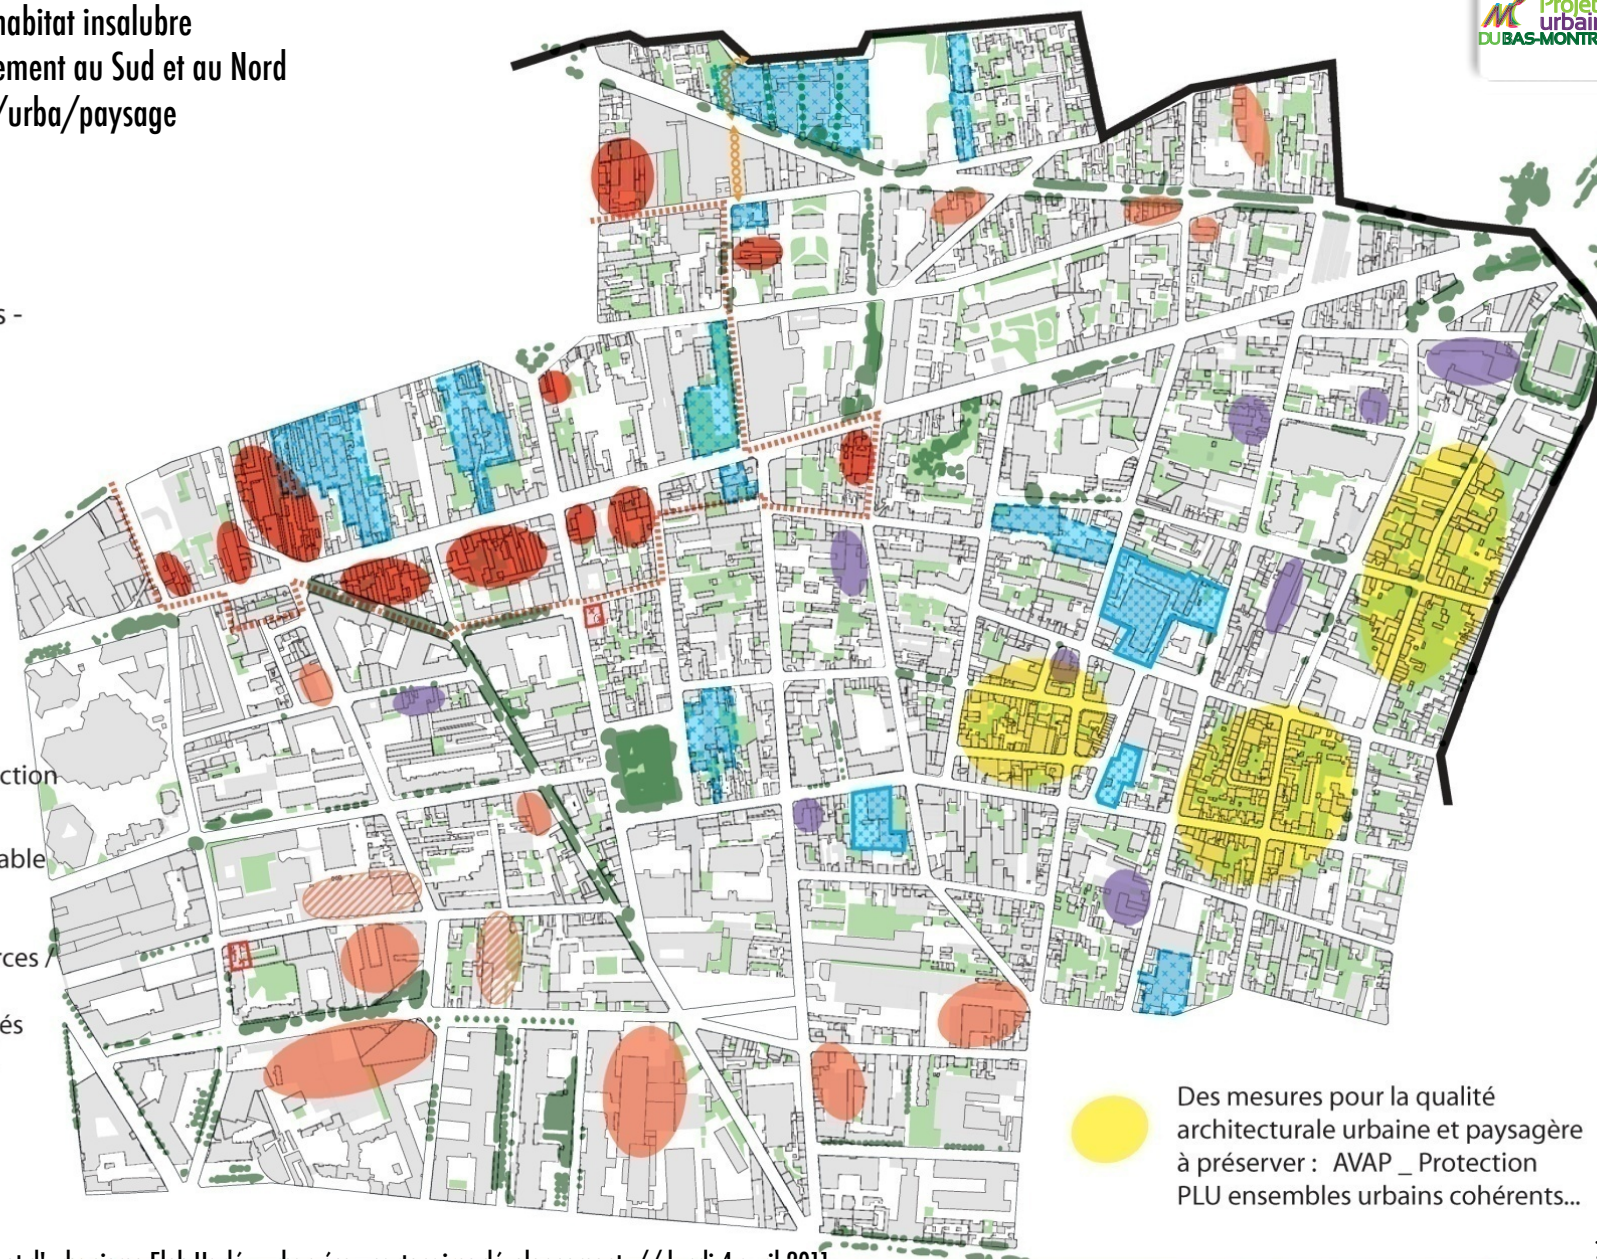 habitat insalubre
ement au Sud et au Nord
/urba/paysage
Projet
urbain
DU BAS-MONTR
s -
ction
able
rces /
és
Des mesures pour la qualité
architecturale urbaine et paysagère
à préserver : AVAP _ Protection
PLU ensembles urbains cohérents...